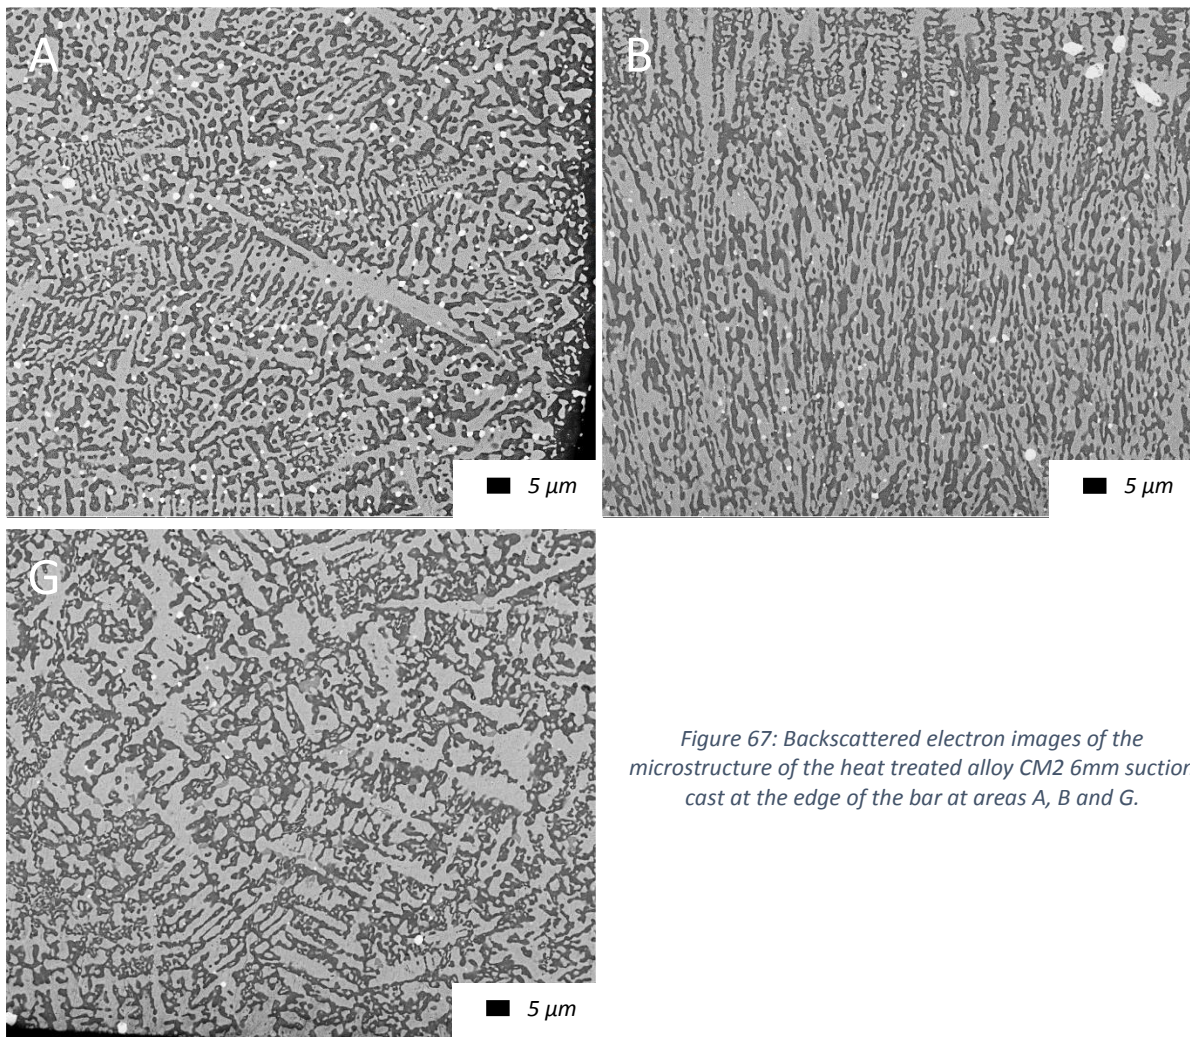 A
B
5 µm
5 µm
G
5 µm
Figure 67: Backscattered electron images of the
microstructure of the heat treated alloy CM2 6mm suction
cast at the edge of the bar at areas A, B and G.